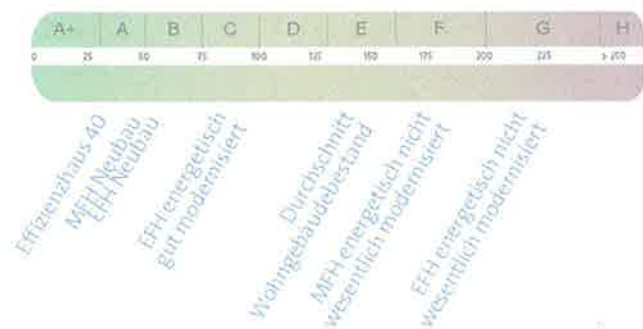 A+ A B C D E F G H
0 25 50 75 100 125 150 175 200 225 > 250
Effizienzhaus 40
MFH Neubau
EFH Neubau
EFH energetisch
gut modernisiert
Durchschnitt
Wohngebäudebestand
MFH energetisch nicht
wesentlich modernisiert
EFH energetisch nicht
wesentlich modernisiert